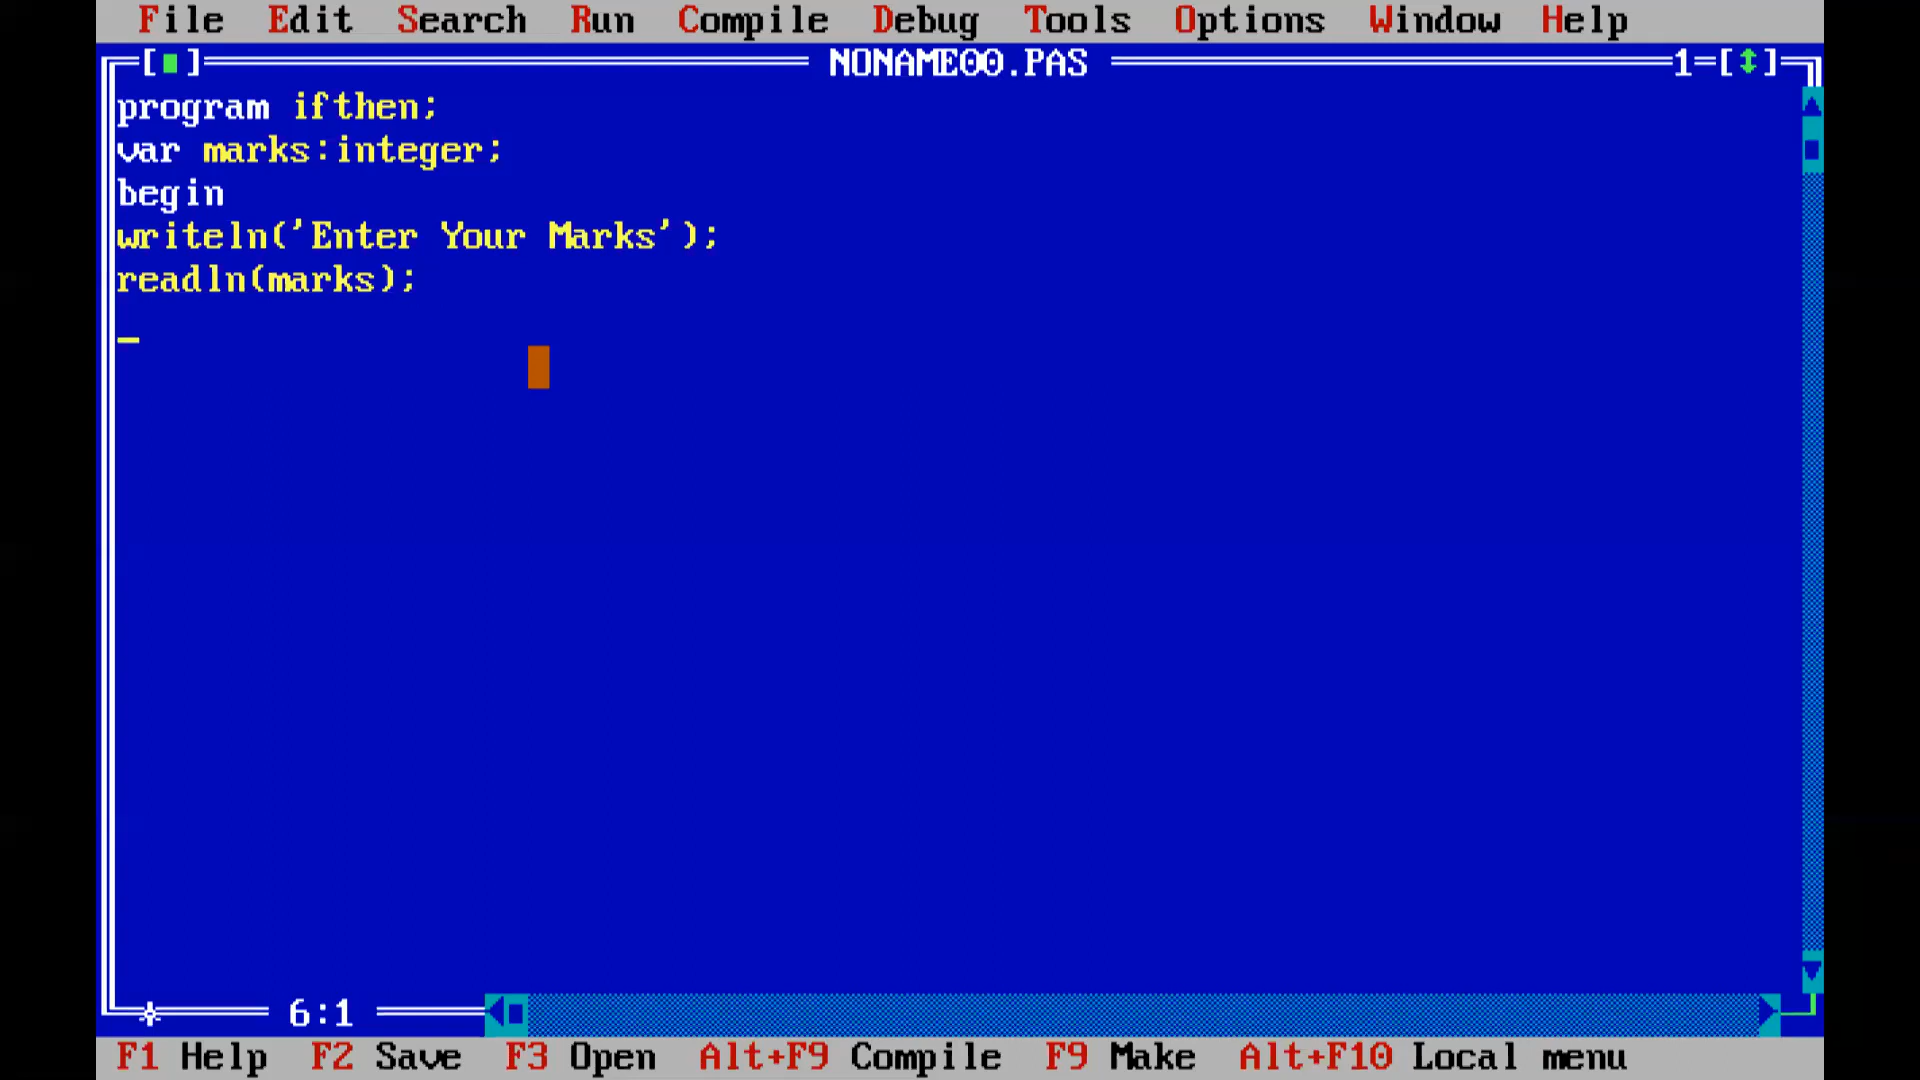 File Edit Search Run Compile Debug Tools Options Window Help
NONAME00.PAS 1
program ifthen;
var marks:integer;
begin
writeln('Enter Your Marks');
readln(marks);
6:1
F1 Help F2 Save F3 Open Alt+F9 Compile F9 Make Alt+F10 Local menu